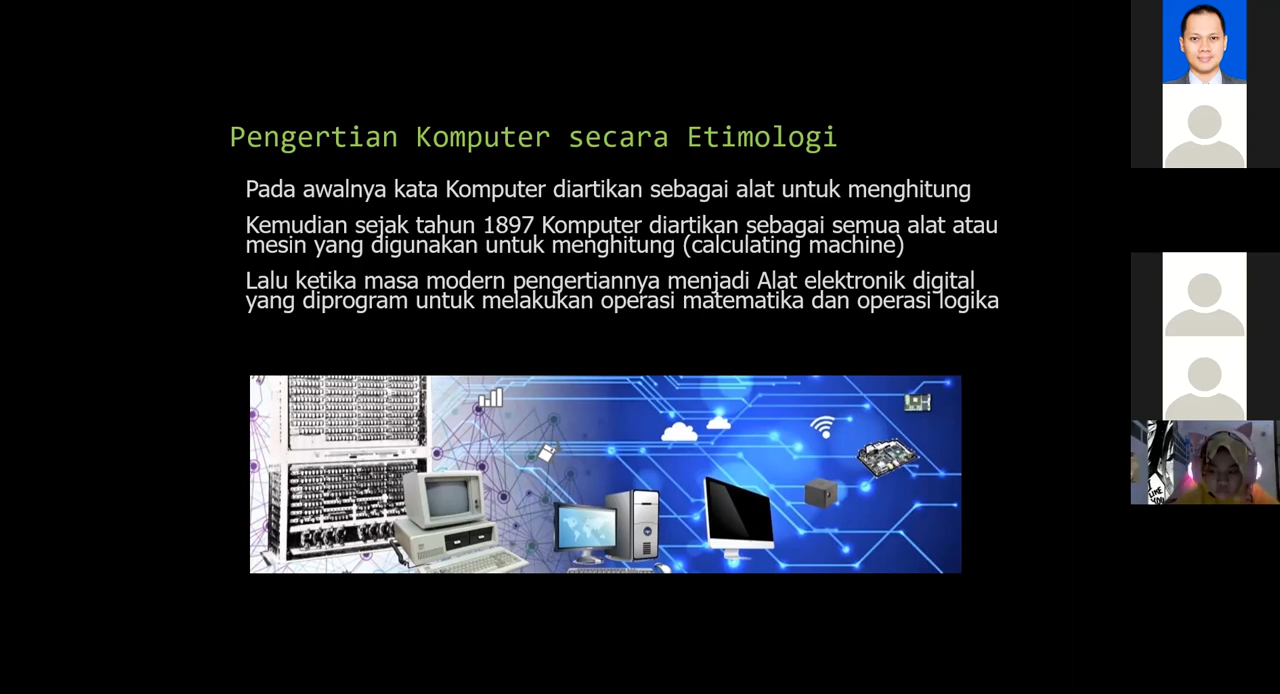 Pengertian Komputer secara Etimologi
Pada awalnya kata Komputer diartikan sebagai alat untuk menghitung
Kemudian sejak tahun 1897 Komputer diartikan sebagai semua alat atau
mesin yang digunakan untuk menghitung (calculating machine)
Lalu ketika masa modern pengertiannya menjadi Alat elektronik digital
yang diprogram untuk melakukan operasi matematika dan operasi logika